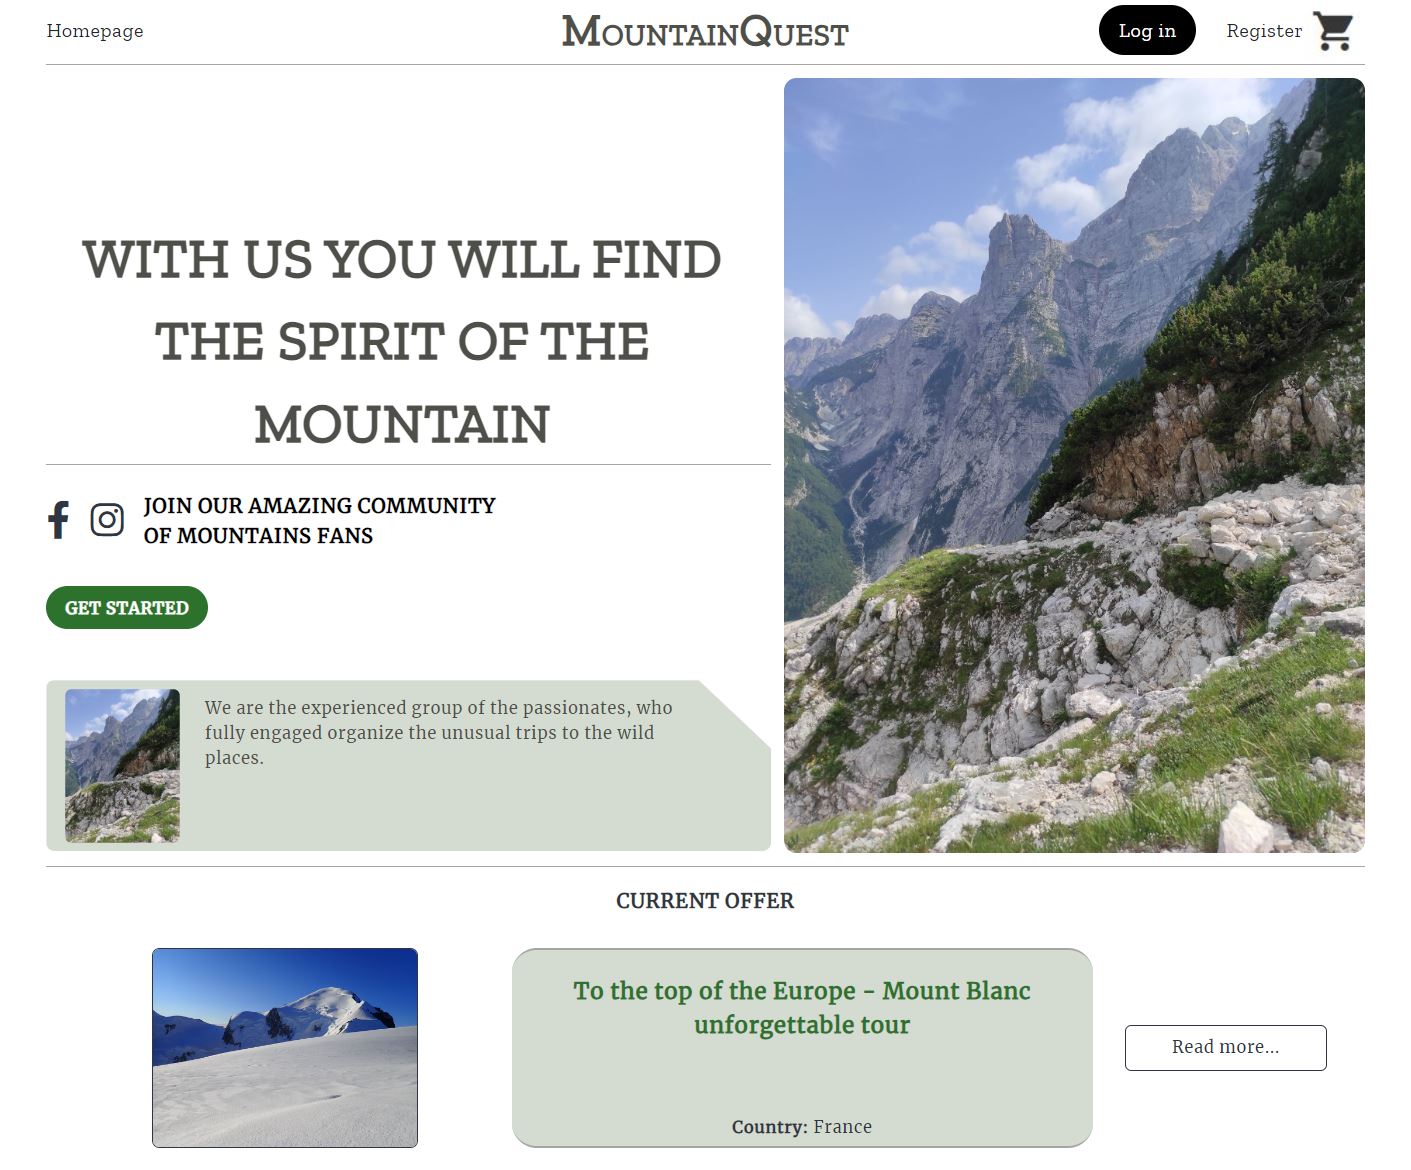 Homepage
MountainQuest
Log in
Register
WITH US YOU WILL FIND
THE SPIRIT OF THE
MOUNTAIN
JOIN OUR AMAZING COMMUNITY
OF MOUNTAINS FANS
GET STARTED
We are the experienced group of the passionates, who
fully engaged organize the unusual trips to the wild
places.
CURRENT OFFER
To the top of the Europe - Mount Blanc
unforgettable tour
Country: France
Read more...